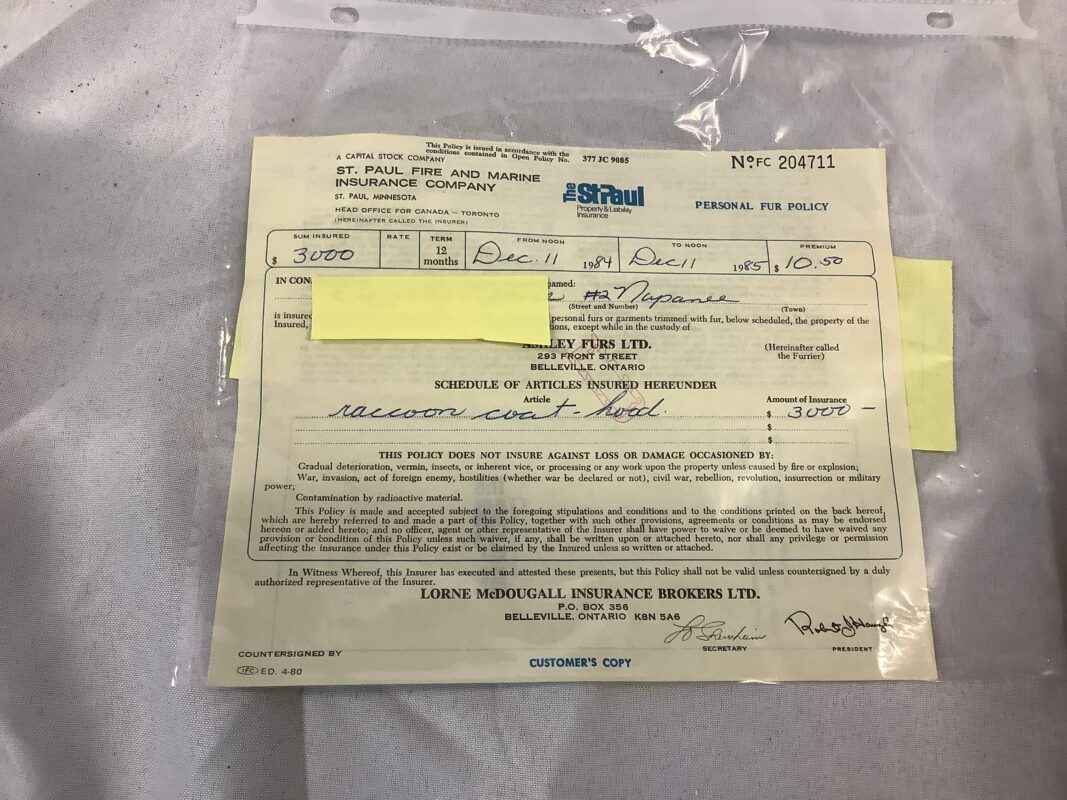 This Policy is issued in accordance with the
conditions contained in Open Policy No. 377 JC 9085
A CAPITAL STOCK COMPANY
ST. PAUL FIRE AND MARINE
INSURANCE COMPANY
ST. PAUL, MINNESOTA
HEAD OFFICE FOR CANADA — TORONTO
(HEREINAFTER CALLED THE INSURER)
The St Paul
Property & Liability
Insurance
No FC 204711
PERSONAL FUR POLICY
SUM INSURED RATE TERM FROM NOON TO NOON PREMIUM
$ 3000 12 months Dec. 11 1984 Dec 11 1985 $ 10.50
IN CON named:
#2 Napanee
(Street and Number) (Town)
is insured personal furs or garments trimmed with fur, below scheduled, the property of the
Insured, except while in the custody of
FURS LTD. (Hereinafter called
293 FRONT STREET the Furrier)
BELLEVILLE, ONTARIO
SCHEDULE OF ARTICLES INSURED HEREUNDER
Article Amount of Insurance
raccoon coat - hood. $ 3000 —
$
$
THIS POLICY DOES NOT INSURE AGAINST LOSS OR DAMAGE OCCASIONED BY:
Gradual deterioration, vermin, insects, or inherent vice, or processing or any work upon the property unless caused by fire or explosion;
War, invasion, act of foreign enemy, hostilities (whether war be declared or not), civil war, rebellion, revolution, insurrection or military
power;
Contamination by radioactive material.
This Policy is made and accepted subject to the foregoing stipulations and conditions and to the conditions printed on the back hereof,
which are hereby referred to and made a part of this Policy, together with such other provisions, agreements or conditions as may be endorsed
hereon or added hereto; and no officer, agent or other representative of the Insurer shall have power to waive or be deemed to have waived any
provision or condition of this Policy unless such waiver, if any, shall be written upon or attached hereto, nor shall any privilege or permission
affecting the insurance under this Policy exist or be claimed by the Insured unless so written or attached.
In Witness Whereof, this Insurer has executed and attested these presents, but this Policy shall not be valid unless countersigned by a duly
authorized representative of the Insurer.
LORNE McDOUGALL INSURANCE BROKERS LTD.
P.O. BOX 356
BELLEVILLE, ONTARIO K8N 5A6
SECRETARY PRESIDENT
COUNTERSIGNED BY
IFC ED. 4-80
CUSTOMER'S COPY